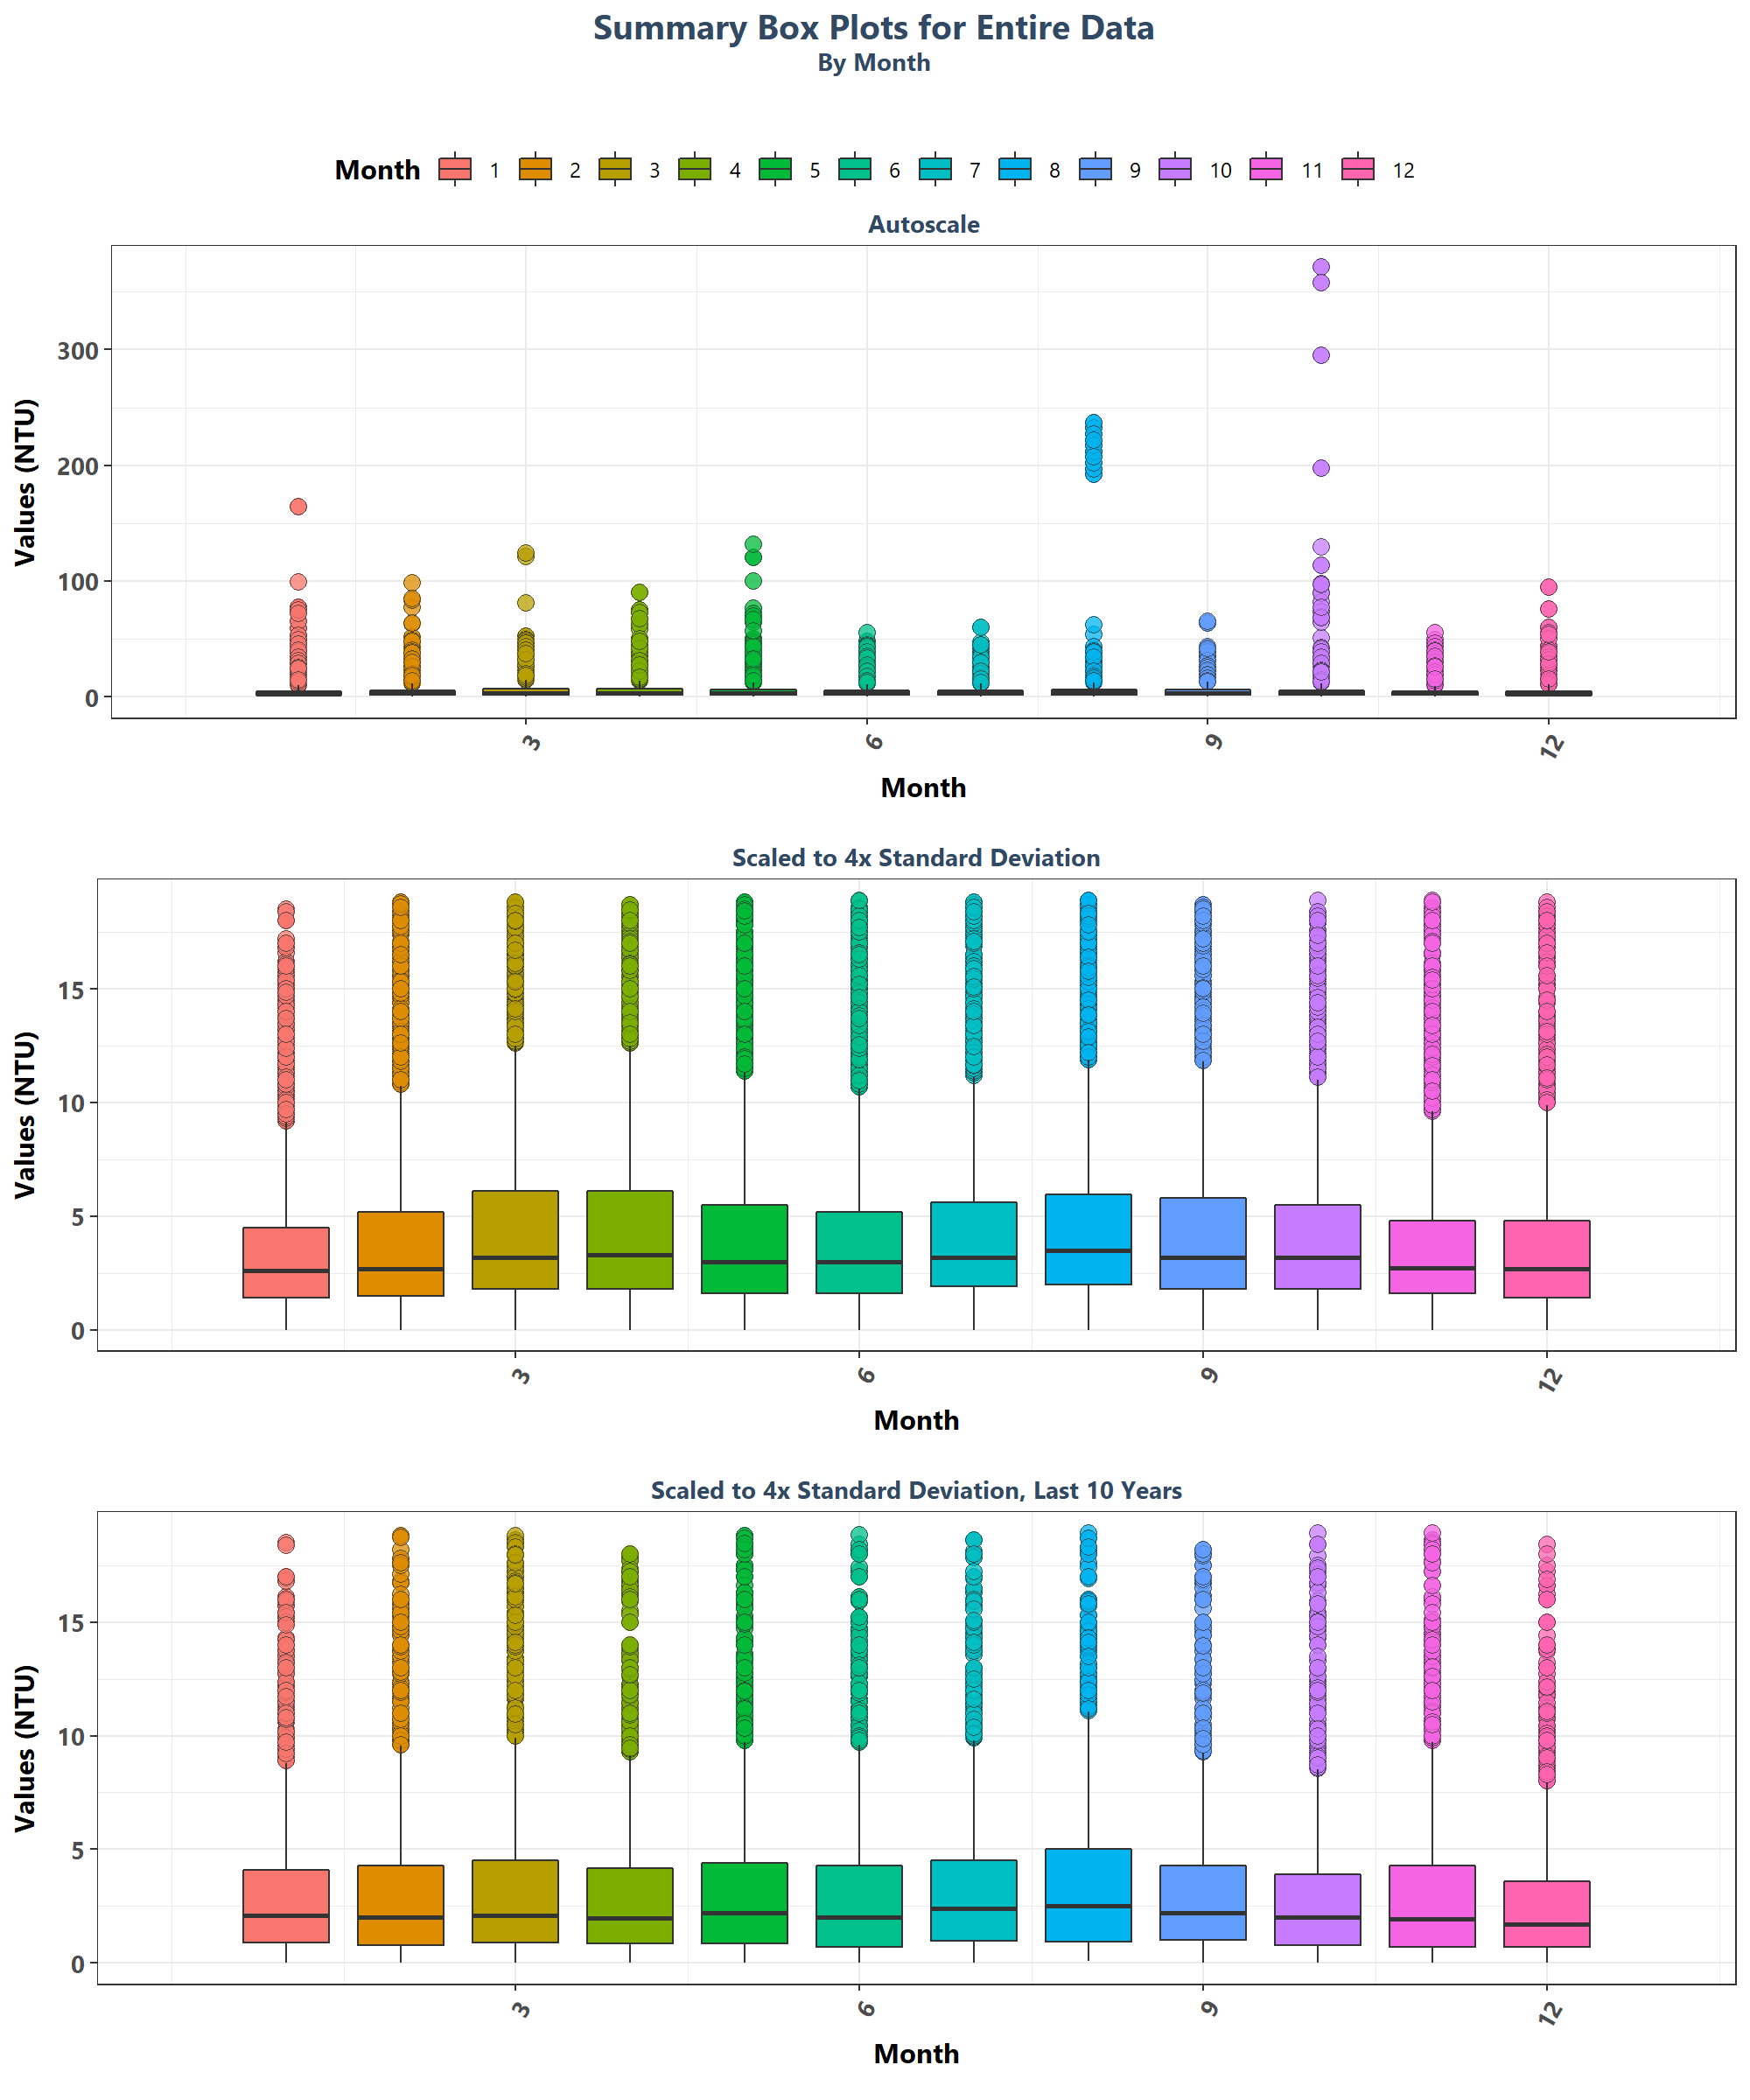 Summary Box Plots for Entire Data
By Month
Month 1 2 3 4 5 6 7 8 9 10 11 12
Autoscale
Values (NTU)
300
200
100
0
3 6 9 12
Month
Scaled to 4x Standard Deviation
Values (NTU)
15
10
5
0
3 6 9 12
Month
Scaled to 4x Standard Deviation, Last 10 Years
Values (NTU)
15
10
5
0
3 6 9 12
Month